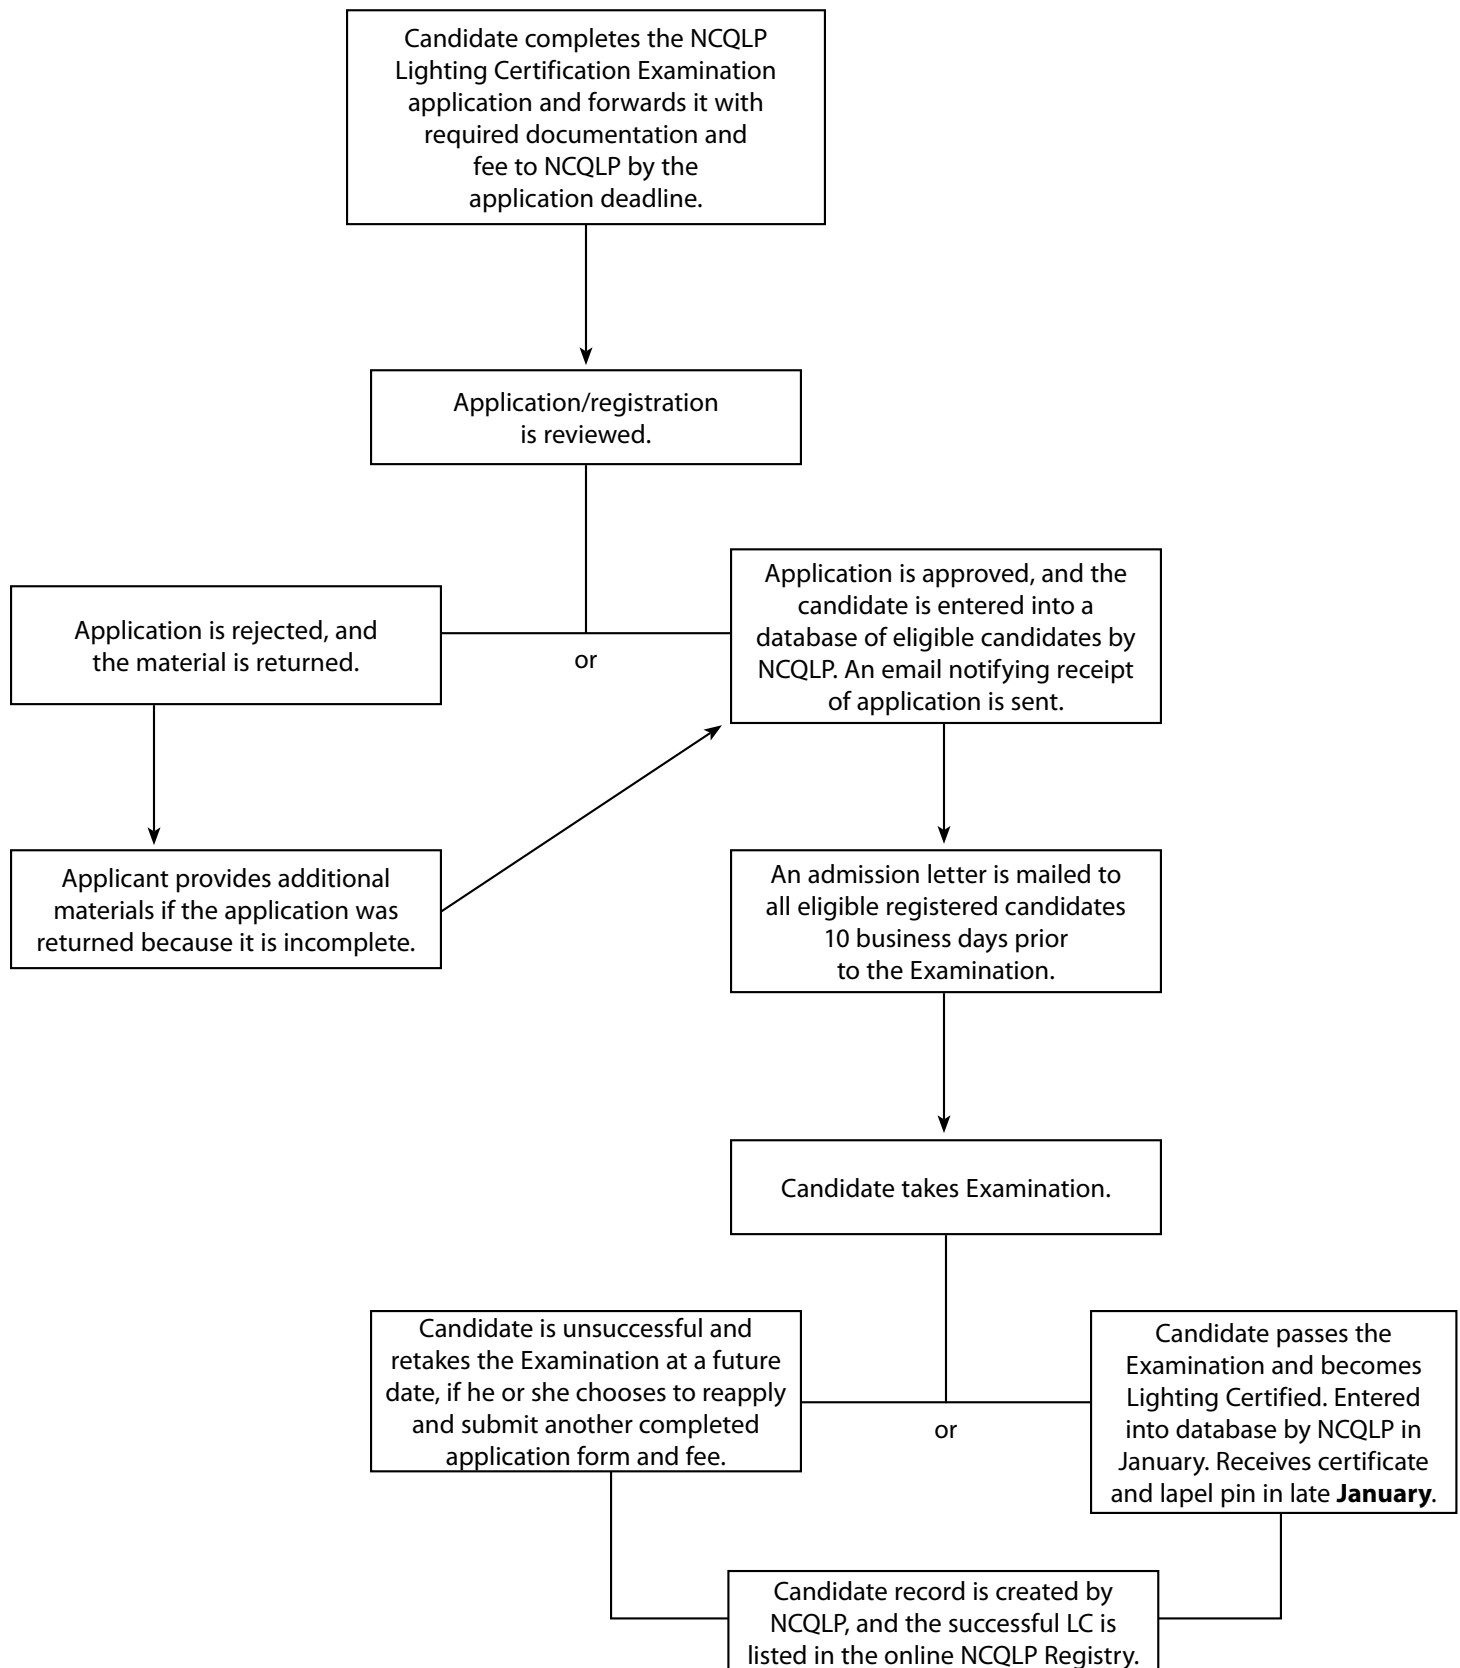 Candidate completes the NCQLP
Lighting Certification Examination
application and forwards it with
required documentation and
fee to NCQLP by the
application deadline.
Application/registration
is reviewed.
Application is rejected, and
the material is returned.
or
Application is approved, and the
candidate is entered into a
database of eligible candidates by
NCQLP. An email notifying receipt
of application is sent.
Applicant provides additional
materials if the application was
returned because it is incomplete.
An admission letter is mailed to
all eligible registered candidates
10 business days prior
to the Examination.
Candidate takes Examination.
Candidate is unsuccessful and
retakes the Examination at a future
date, if he or she chooses to reapply
and submit another completed
application form and fee.
or
Candidate passes the
Examination and becomes
Lighting Certified. Entered
into database by NCQLP in
January. Receives certificate
and lapel pin in late January.
Candidate record is created by
NCQLP, and the successful LC is
listed in the online NCQLP Registry.